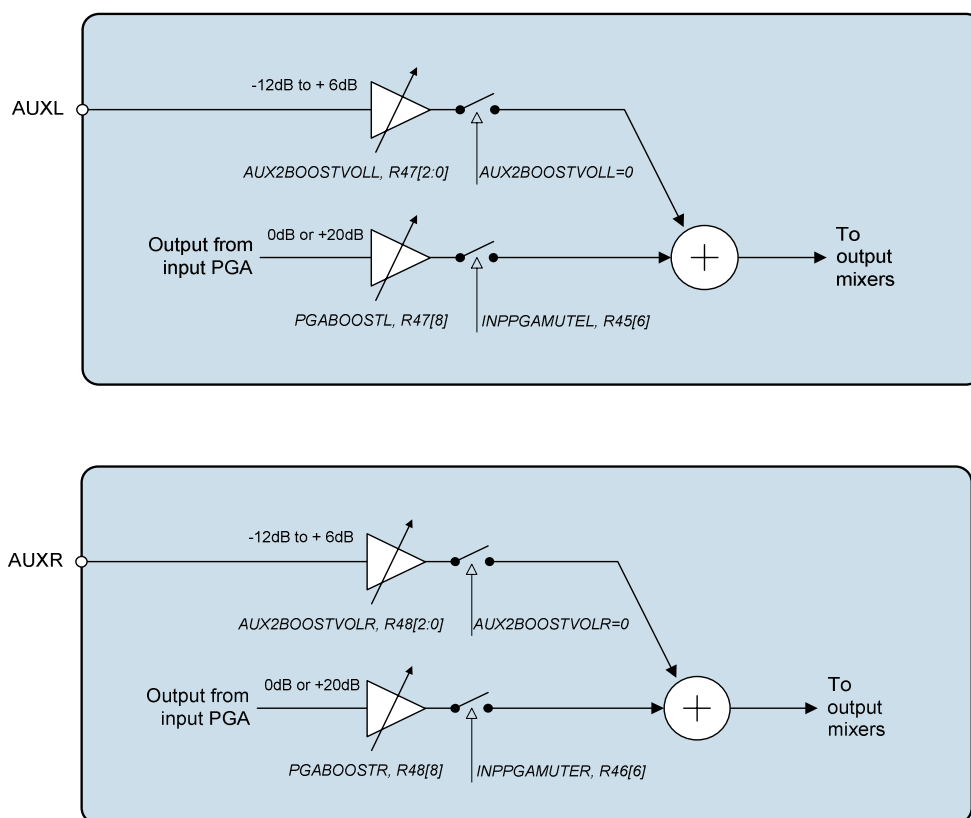 -12dB to + 6dB
AUXL
AUX2BOOSTVOLL, R47[2:0]
AUX2BOOSTVOLL=0
Output from
input PGA
0dB or +20dB
To
output
mixers
PGABOOSTL, R47[8]
INPPGAMUTEL, R45[6]
-12dB to + 6dB
AUXR
AUX2BOOSTVOLR, R48[2:0]
AUX2BOOSTVOLR=0
Output from
input PGA
0dB or +20dB
To
output
mixers
PGABOOSTR, R48[8]
INPPGAMUTER, R46[6]